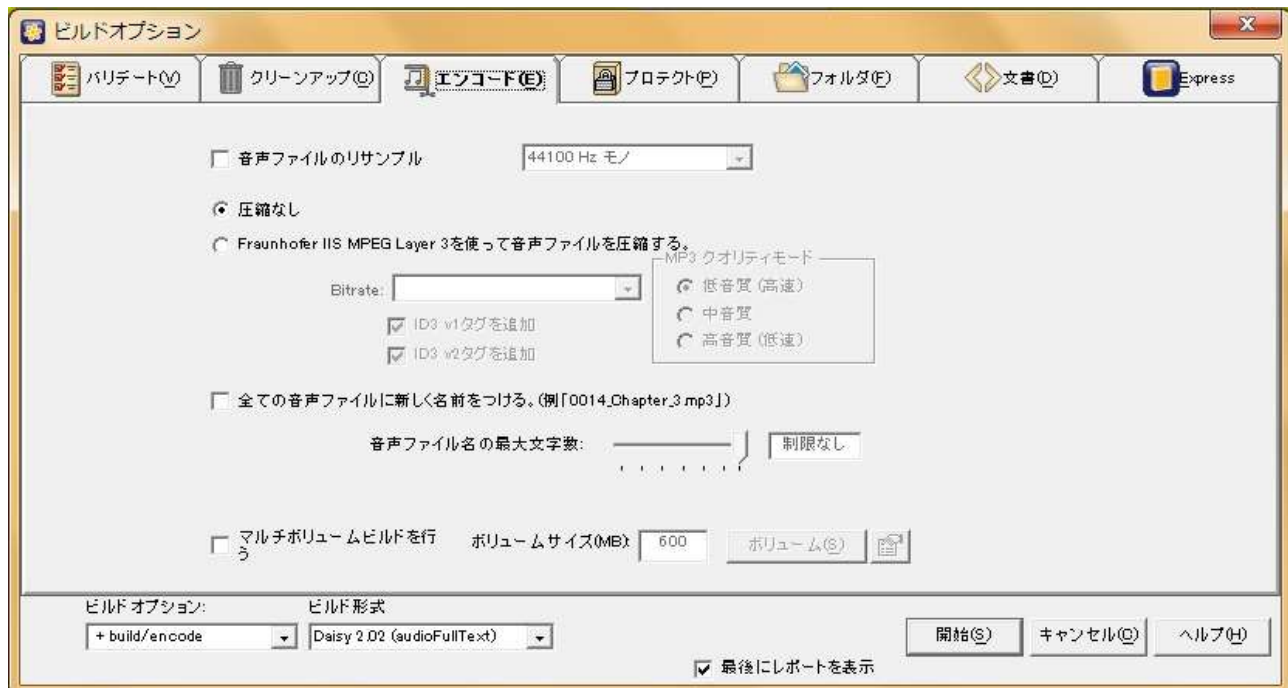 ビルドオプション
バリデート(V) クリーンアップ(C) エンコード(E) プロテクト(P) フォルダ(F) 文書(D) Express
音声ファイルのリサンプル 44100 Hz モノ
圧縮なし
Fraunhofer IIS MPEG Layer 3を使って音声ファイルを圧縮する。
MP3 クオリティモード
Bitrate: 低音質 (高速)
ID3 v1タグを追加 中音質
ID3 v2タグを追加 高音質 (低速)
全ての音声ファイルに新しく名前をつける。(例「0014_Chapter_3.mp3」)
音声ファイル名の最大文字数: 制限なし
マルチボリュームビルドを行
う
ボリュームサイズ(MB): 600 ボリューム(S)
ビルドオプション: ビルド形式
+ build/encode Daisy 2.02 (audioFullText) 開始(S) キャンセル(C) ヘルプ(H)
最後にレポートを表示